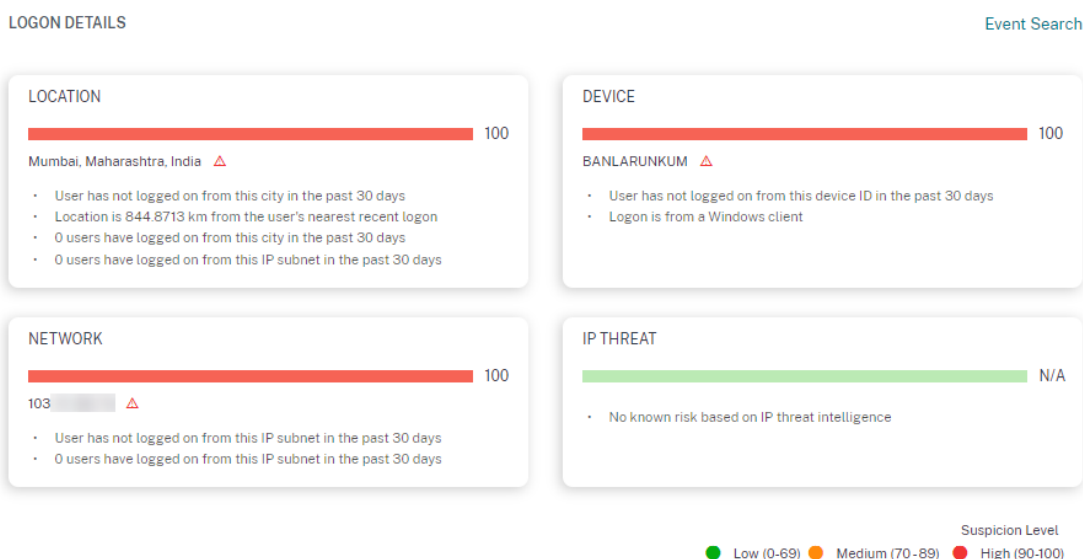 LOGON DETAILS
Event Search
LOCATION
100
Mumbai, Maharashtra, India
• User has not logged on from this city in the past 30 days
• Location is 844.8713 km from the user's nearest recent logon
• 0 users have logged on from this city in the past 30 days
• 0 users have logged on from this IP subnet in the past 30 days
DEVICE
100
BANLARUNKUM
• User has not logged on from this device ID in the past 30 days
• Logon is from a Windows client
NETWORK
100
103
• User has not logged on from this IP subnet in the past 30 days
• 0 users have logged on from this IP subnet in the past 30 days
IP THREAT
N/A
• No known risk based on IP threat intelligence
Suspicion Level
Low (0-69) Medium (70-89) High (90-100)